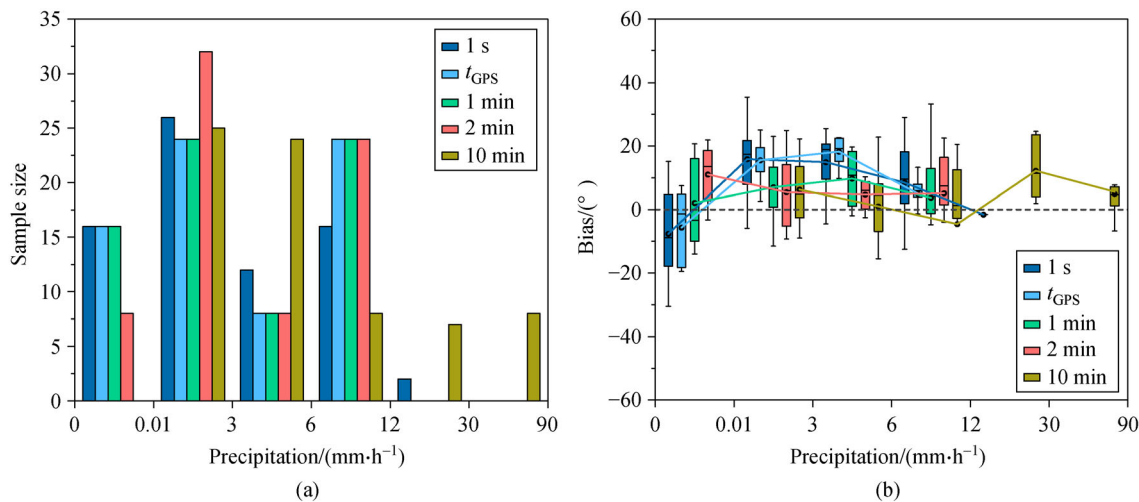 35
30
25
20
15
10
5
0
Sample size
1 s
tGPS
1 min
2 min
10 min
0 0.01 3 6 12 30 90
Precipitation/(mm·h−1)
(a)
60
40
20
0
−20
−40
−60
Bias/(°)
1 s
tGPS
1 min
2 min
10 min
0 0.01 3 6 12 30 90
Precipitation/(mm·h−1)
(b)